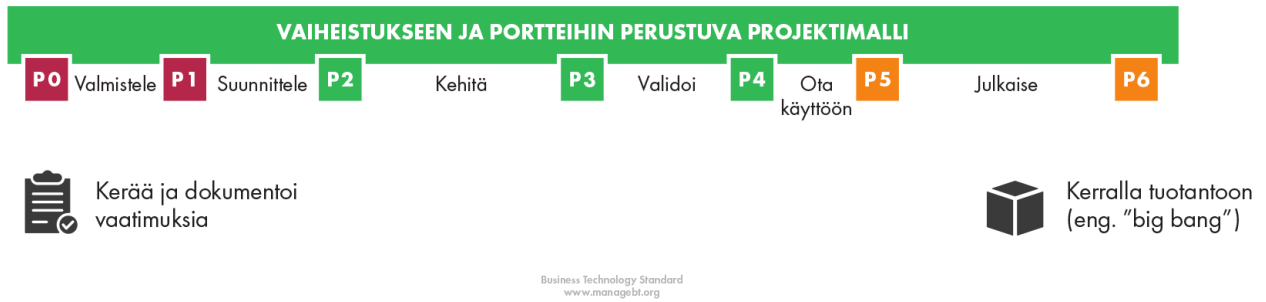 VAIHEISTUKSEEN JA PORTTEIHIN PERUSTUVA PROJEKTIMALLI
P0 Valmistele P1 Suunnittele P2 Kehitä P3 Validoi P4 Ota P5 Julkaise P6
käyttöön
Kerää ja dokumentoi
vaatimuksia
Kerralla tuotantoon
(eng. ”big bang”)
Business Technology Standard
www.managebt.org